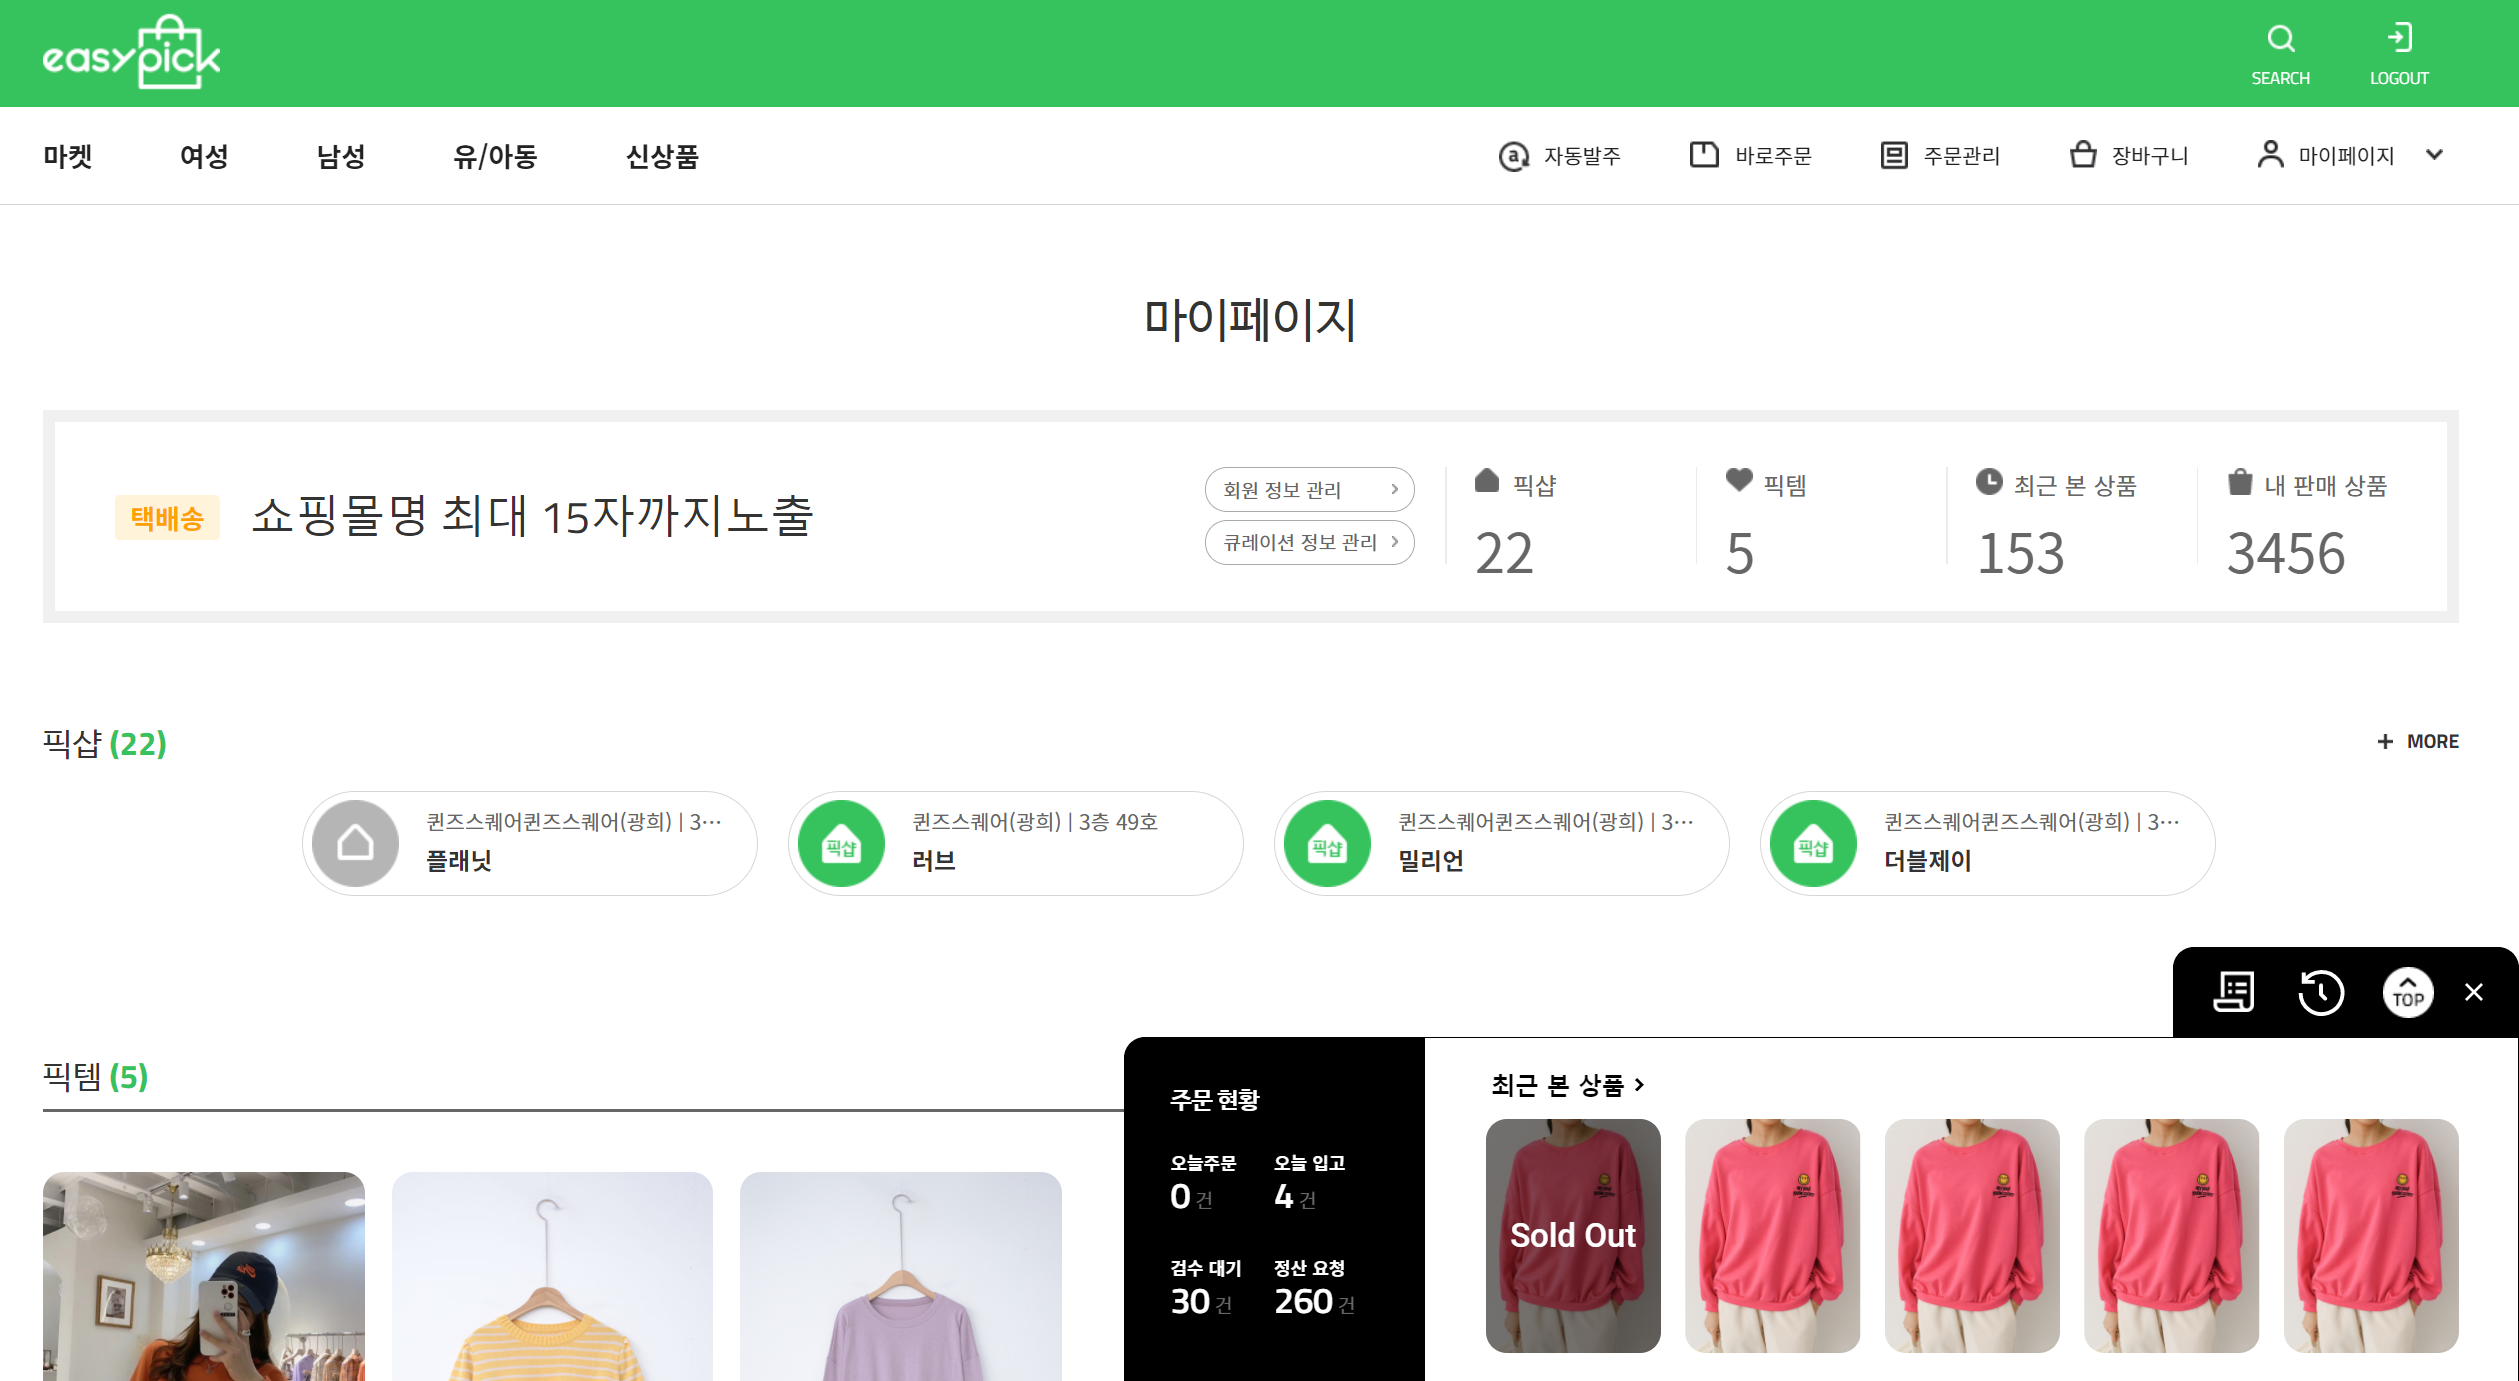 easypick
SEARCH
LOGOUT
마켓
여성
남성
유/아동
신상품
자동발주
바로주문
주문관리
장바구니
마이페이지
마이페이지
택배송
쇼핑몰명 최대 15자까지노출
회원 정보 관리
큐레이션 정보 관리
픽샵
22
픽템
5
최근 본 상품
153
내 판매 상품
3456
픽샵 (22)
+ MORE
퀸즈스퀘어퀸즈스퀘어(광희) | 3…
플래닛
픽샵
퀸즈스퀘어(광희) | 3층 49호
러브
픽샵
퀸즈스퀘어퀸즈스퀘어(광희) | 3…
밀리언
픽샵
퀸즈스퀘어퀸즈스퀘어(광희) | 3…
더블제이
TOP
픽템 (5)
주문 현황
오늘주문
0 건
오늘 입고
4 건
검수 대기
30 건
정산 요청
260 건
최근 본 상품
Sold Out